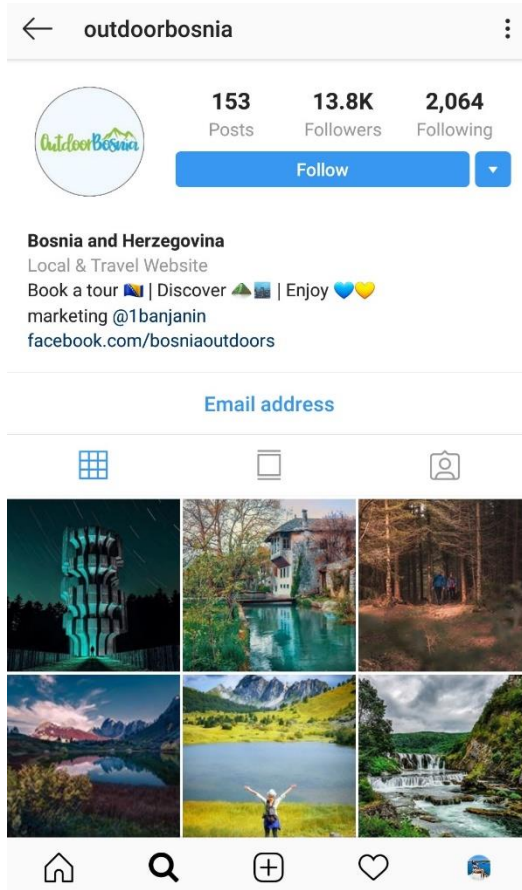 outdoorbosnia
153 13.8K 2,064
Posts Followers Following
OutdoorBosnia
Follow
Bosnia and Herzegovina
Local & Travel Website
Book a tour 🇧🇦 | Discover ⛰️🏙️ | Enjoy 💙💛
marketing @1banjanin
facebook.com/bosniaoutdoors
Email address